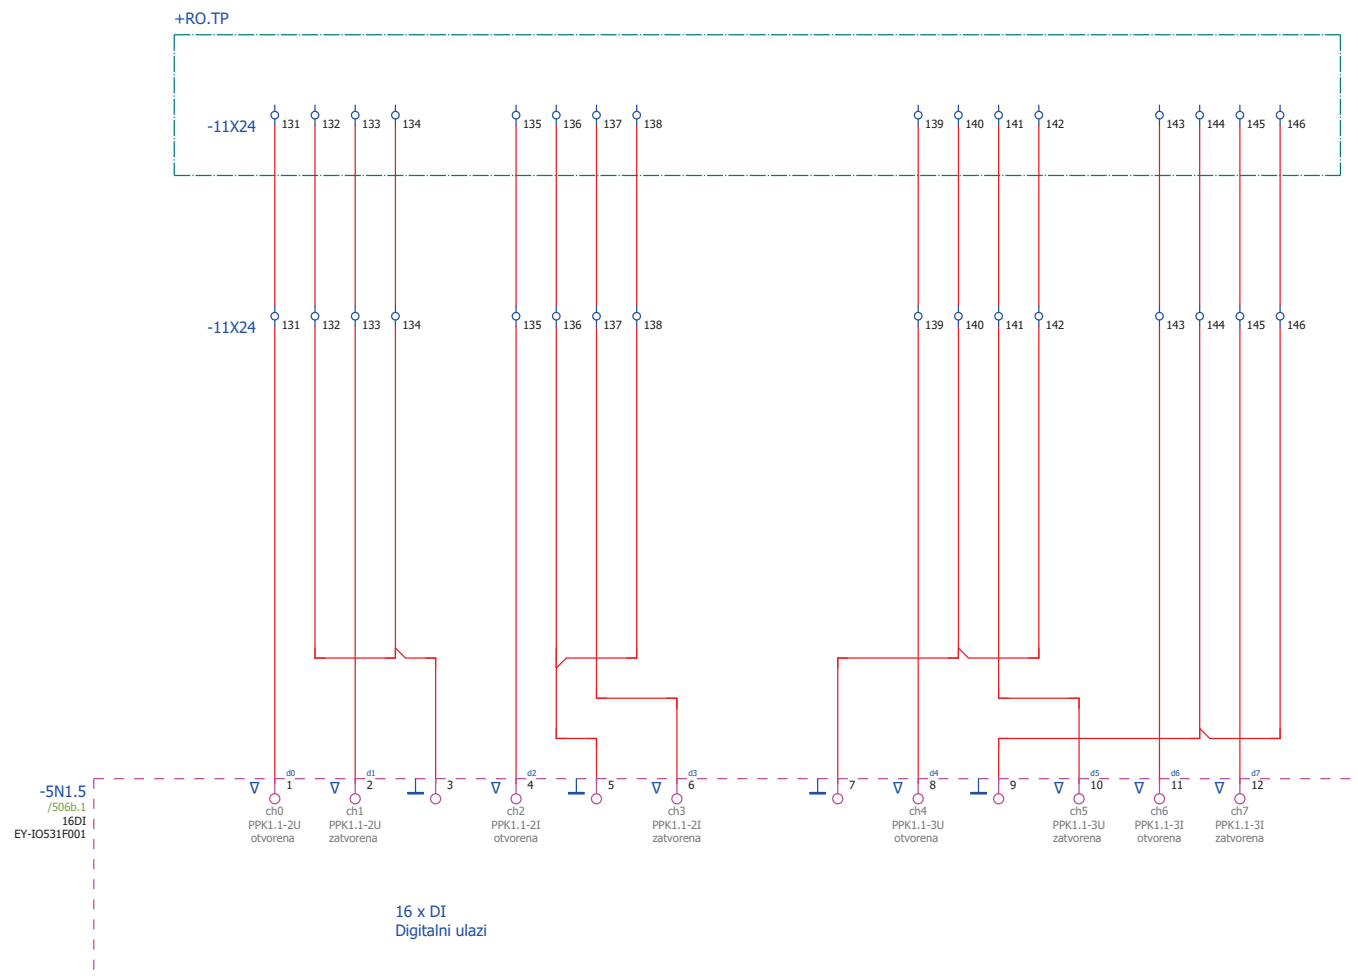 +RO.TP
-11X24 131 132 133 134 135 136 137 138 139 140 141 142 143 144 145 146
-11X24 131 132 133 134 135 136 137 138 139 140 141 142 143 144 145 146
d0 d1 d2 d3 d4 d5 d6 d7
1 2 3 4 5 6 7 8 9 10 11 12
-5N1.5
/506b.1
16DI
EY-IO531F001
ch0
PPK1.1-2U
otvorena
ch1
PPK1.1-2U
zatvorena
ch2
PPK1.1-2I
otvorena
ch3
PPK1.1-2I
zatvorena
ch4
PPK1.1-3U
otvorena
ch5
PPK1.1-3U
zatvorena
ch6
PPK1.1-3I
otvorena
ch7
PPK1.1-3I
zatvorena
16 x DI
Digitalni ulazi